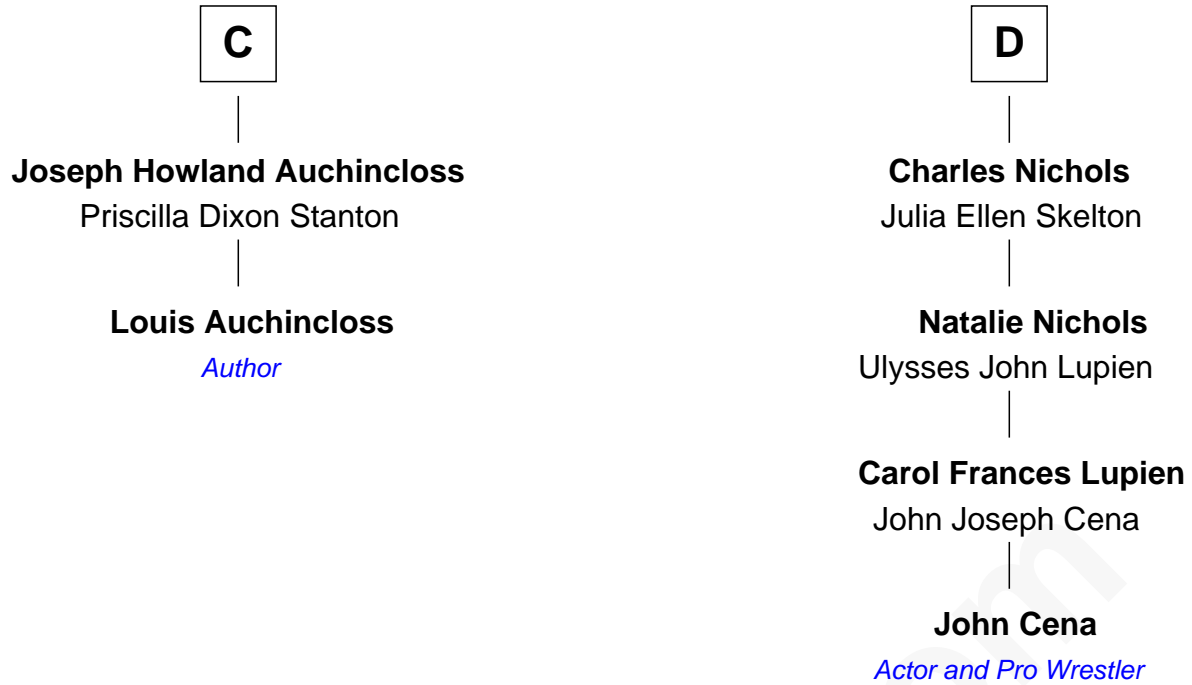 C
Joseph Howland Auchincloss
Priscilla Dixon Stanton
Louis Auchincloss
Author
D
Charles Nichols
Julia Ellen Skelton
Natalie Nichols
Ulysses John Lupien
Carol Frances Lupien
John Joseph Cena
John Cena
Actor and Pro Wrestler